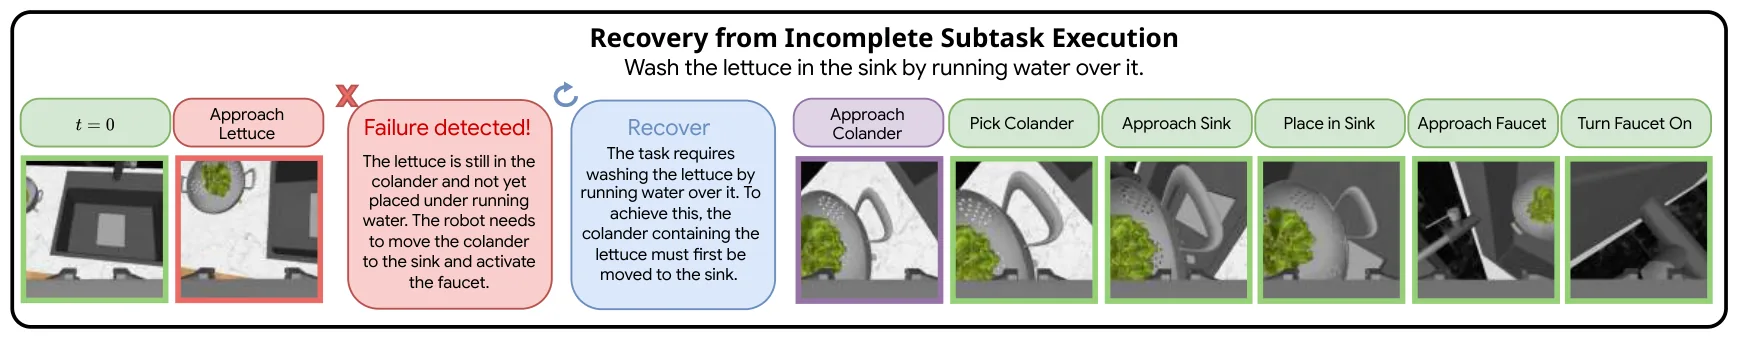 Recovery from Incomplete Subtask Execution
Wash the lettuce in the sink by running water over it.
t = 0
Approach
Lettuce
X
Failure detected!
The lettuce is still in the
colander and not yet
placed under running
water. The robot needs
to move the colander
to the sink and activate
the faucet.
Recover
The task requires
washing the lettuce by
running water over it. To
achieve this, the
colander containing the
lettuce must first be
moved to the sink.
Approach
Colander
Pick Colander
Approach Sink
Place in Sink
Approach Faucet
Turn Faucet On